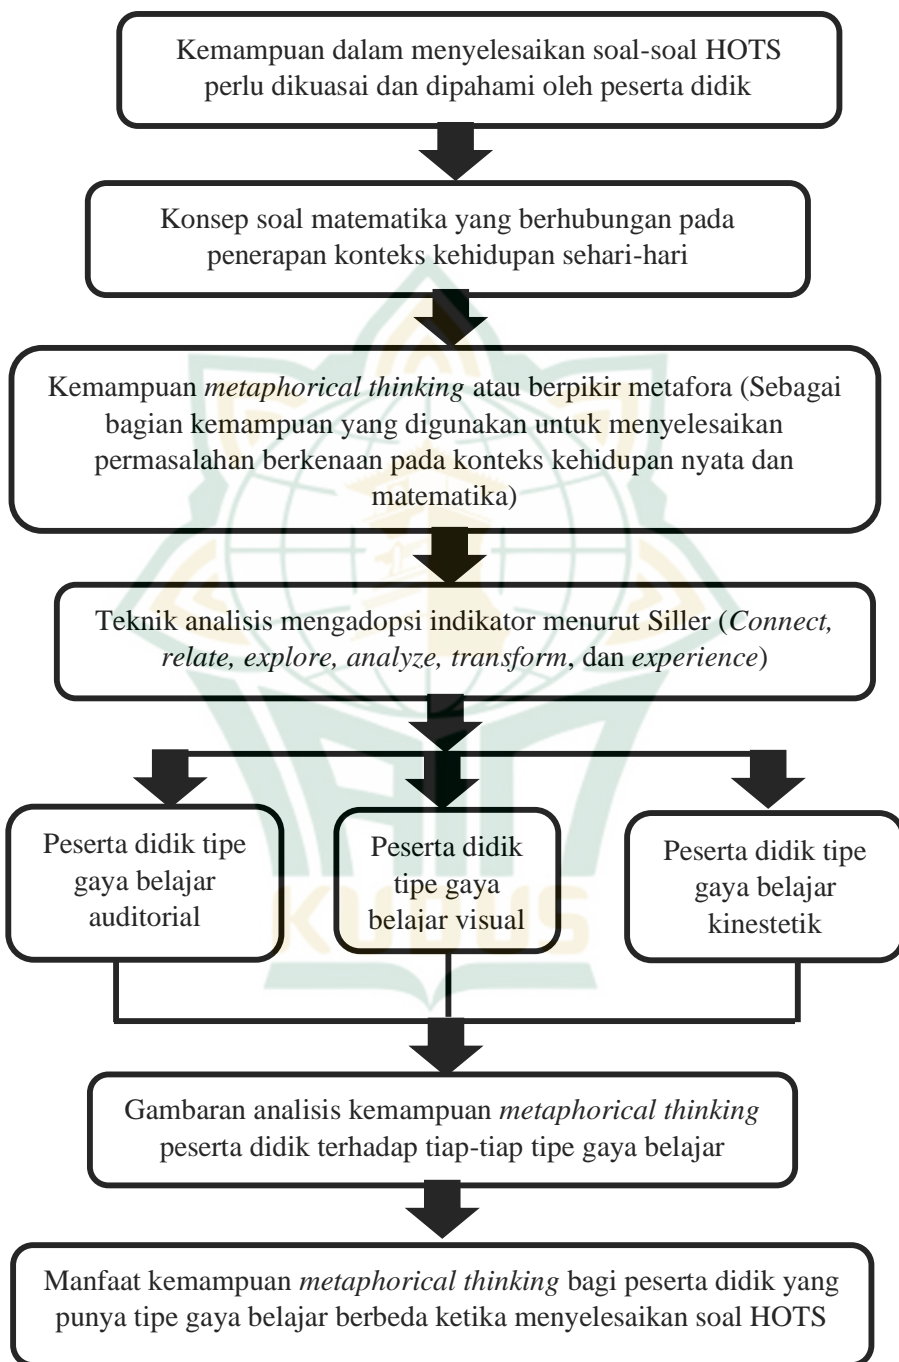 Kemampuan dalam menyelesaikan soal-soal HOTS
perlu dikuasai dan dipahami oleh peserta didik
Konsep soal matematika yang berhubungan pada
penerapan konteks kehidupan sehari-hari
Kemampuan metaphorical thinking atau berpikir metafora (Sebagai
bagian kemampuan yang digunakan untuk menyelesaikan
permasalahan berkenaan pada konteks kehidupan nyata dan
matematika)
Teknik analisis mengadopsi indikator menurut Siller (Connect,
relate, explore, analyze, transform, dan experience)
Peserta didik tipe
gaya belajar
auditorial
Peserta didik
tipe gaya
belajar visual
Peserta didik tipe
gaya belajar
kinestetik
KUDUS
Gambaran analisis kemampuan metaphorical thinking
peserta didik terhadap tiap-tiap tipe gaya belajar
Manfaat kemampuan metaphorical thinking bagi peserta didik yang
punya tipe gaya belajar berbeda ketika menyelesaikan soal HOTS